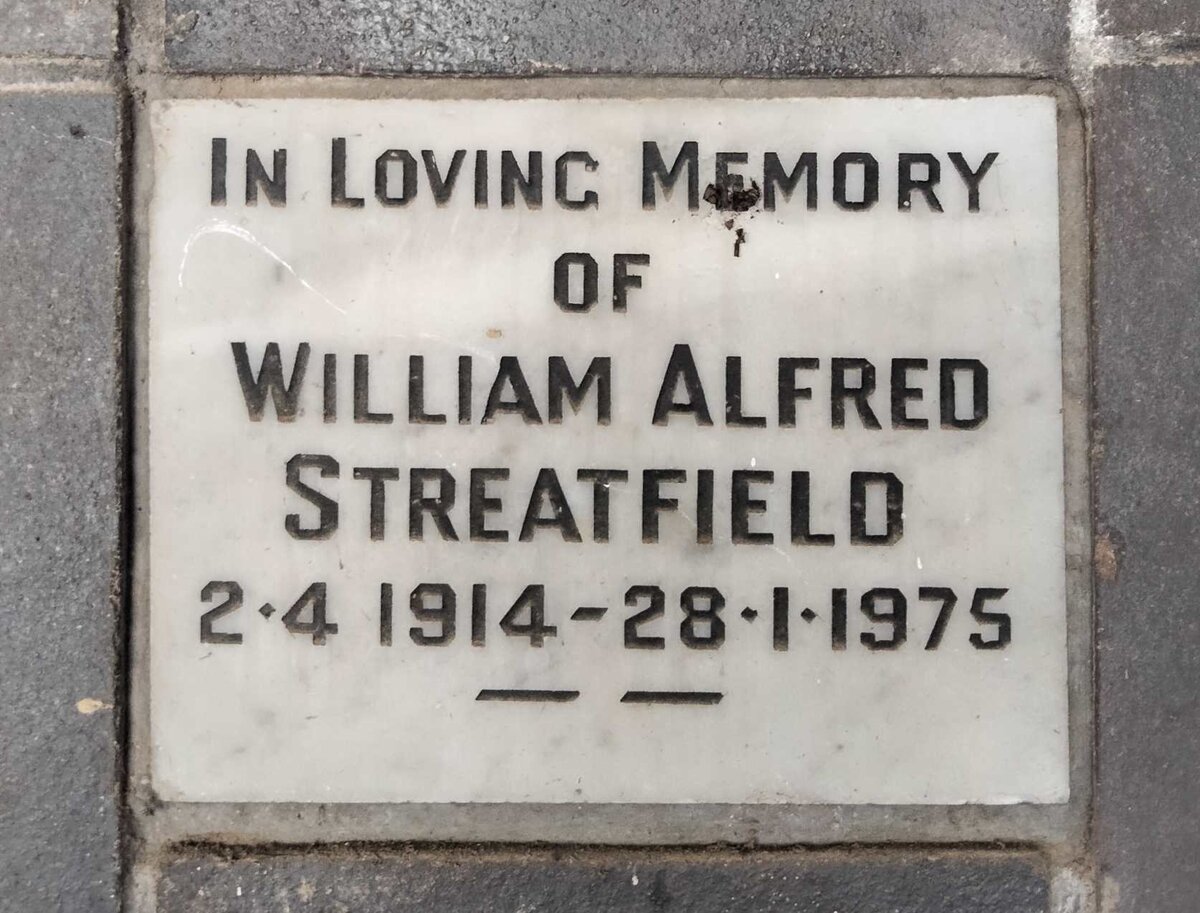 IN LOVING MEMORY
OF
WILLIAM ALFRED
STREATFIELD
2·4 1914-28·1·1975